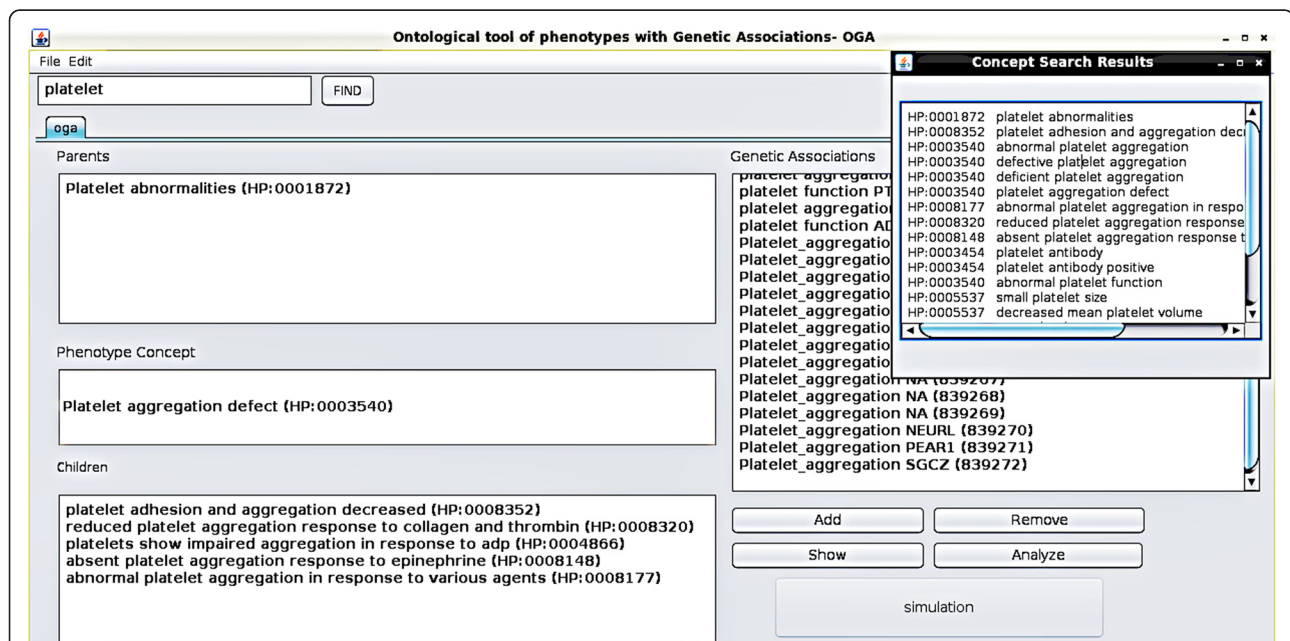 Ontological tool of phenotypes with Genetic Associations- OGA
File Edit
platelet
FIND
oga
Parents
Platelet abnormalities (HP:0001872)
Phenotype Concept
Platelet aggregation defect (HP:0003540)
Children
platelet adhesion and aggregation decreased (HP:0008352)
reduced platelet aggregation response to collagen and thrombin (HP:0008320)
platelets show impaired aggregation in response to adp (HP:0004866)
absent platelet aggregation response to epinephrine (HP:0008148)
abnormal platelet aggregation in response to various agents (HP:0008177)
Genetic Associations
platelet aggregation
platelet function PT
platelet aggregatio
platelet function AD
Platelet_aggregatio
Platelet_aggregatio
Platelet_aggregatio
Platelet_aggregatio
Platelet_aggregatio
Platelet_aggregatio
Platelet_aggregatio
Platelet_aggregatio
Platelet_aggregation NA (839267)
Platelet_aggregation NA (839268)
Platelet_aggregation NA (839269)
Platelet_aggregation NEURL (839270)
Platelet_aggregation PEAR1 (839271)
Platelet_aggregation SGCZ (839272)
Add
Remove
Show
Analyze
simulation
Concept Search Results
HP:0001872 platelet abnormalities
HP:0008352 platelet adhesion and aggregation decr
HP:0003540 abnormal platelet aggregation
HP:0003540 defective platelet aggregation
HP:0003540 deficient platelet aggregation
HP:0003540 platelet aggregation defect
HP:0008177 abnormal platelet aggregation in respo
HP:0008320 reduced platelet aggregation response
HP:0008148 absent platelet aggregation response t
HP:0003454 platelet antibody
HP:0003454 platelet antibody positive
HP:0003540 abnormal platelet function
HP:0005537 small platelet size
HP:0005537 decreased mean platelet volume